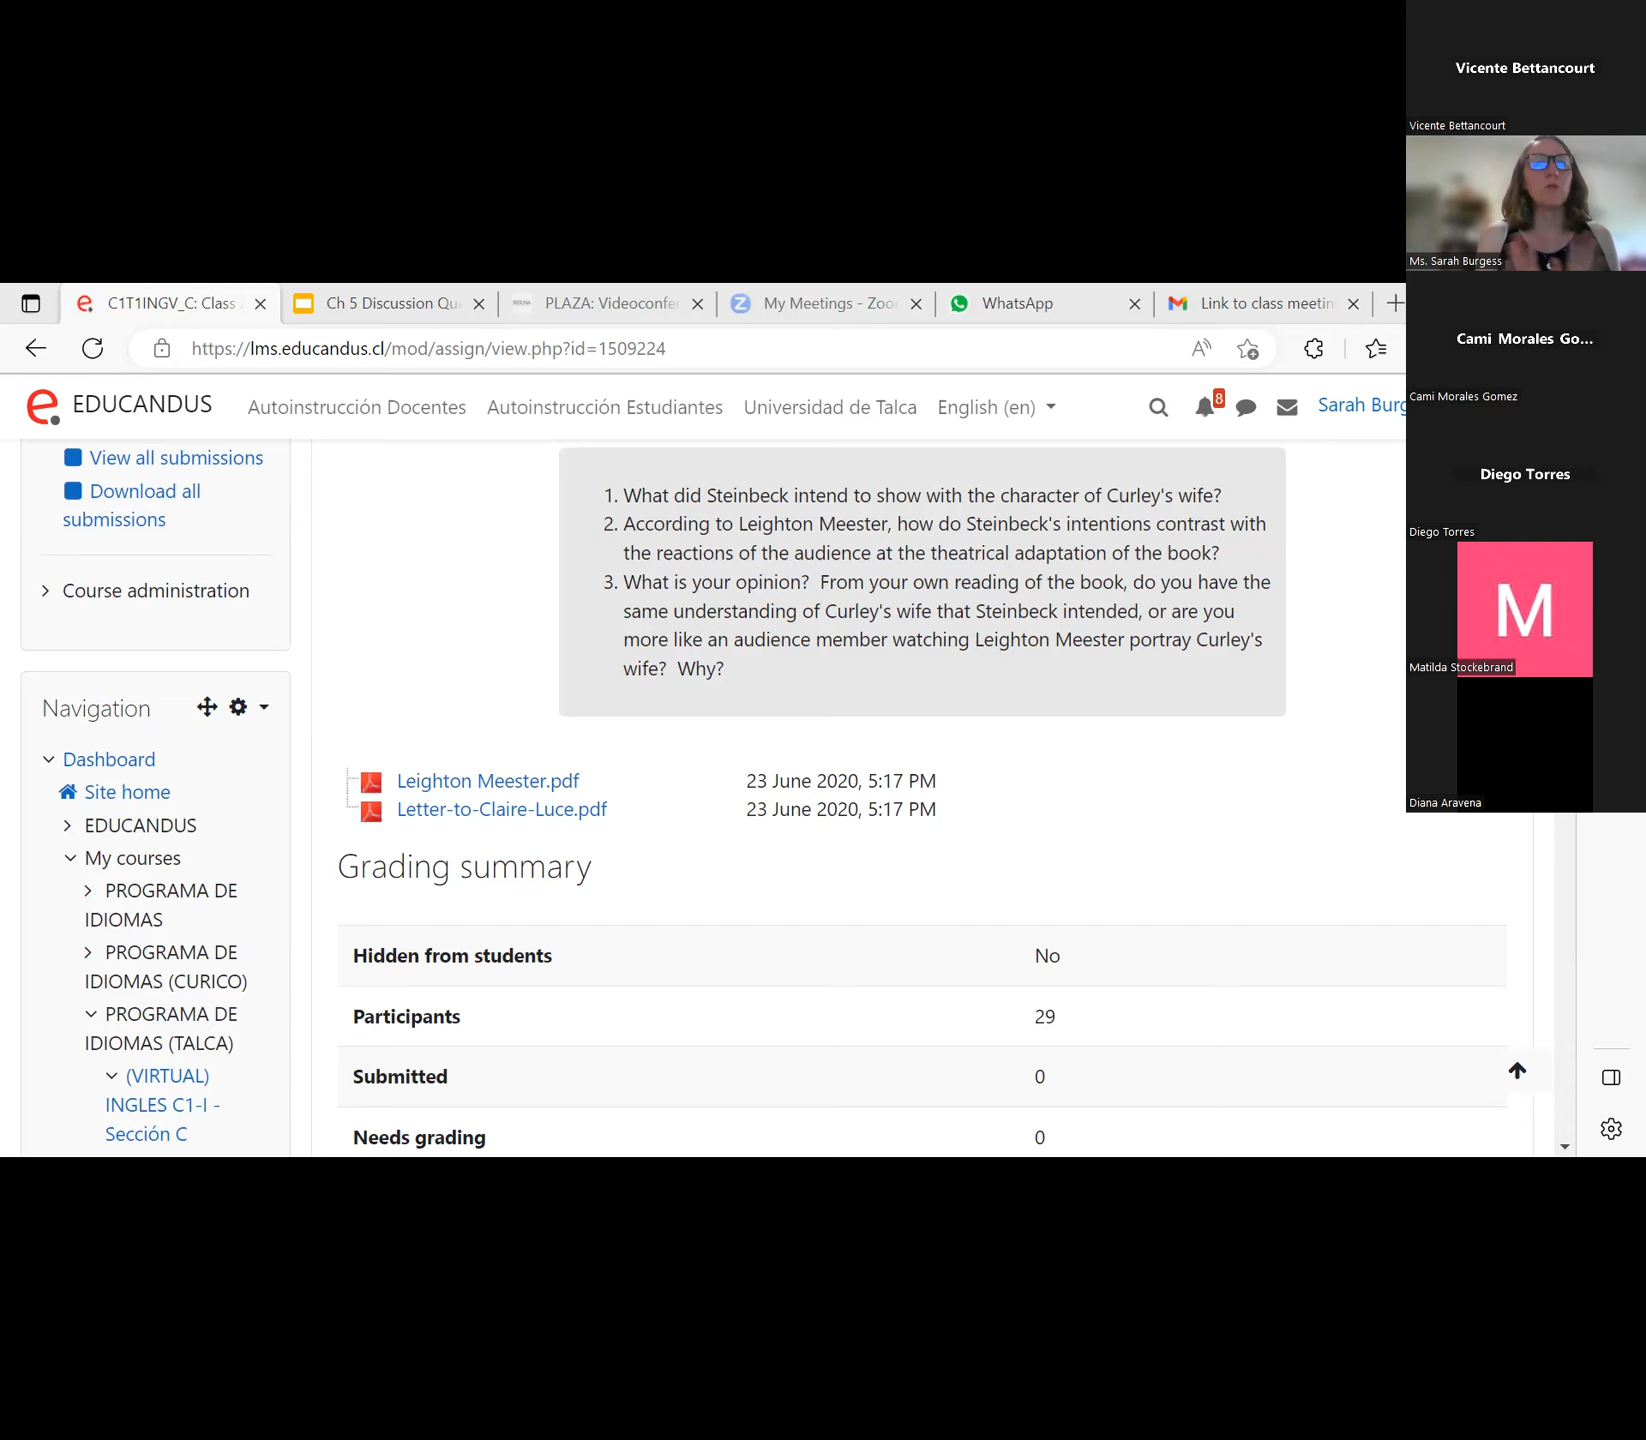 Vicente Bettancourt
Vicente Bettancourt
Ms. Sarah Burgess
C1T1INGV_C: Class
Ch 5 Discussion Qu
PLAZA: Videoconfe
My Meetings - Zoo
WhatsApp
Link to class meetin
https://lms.educandus.cl/mod/assign/view.php?id=1509224
Cami Morales Go...
Cami Morales Gomez
e. EDUCANDUS
Autoinstrucción Docentes
Autoinstrucción Estudiantes
Universidad de Talca
English (en)
8
Sarah Burg
Diego Torres
Diego Torres
M
Matilda Stockebrand
Diana Aravena
View all submissions
Download all
submissions
Course administration
1. What did Steinbeck intend to show with the character of Curley's wife?
2. According to Leighton Meester, how do Steinbeck's intentions contrast with
the reactions of the audience at the theatrical adaptation of the book?
3. What is your opinion? From your own reading of the book, do you have the
same understanding of Curley's wife that Steinbeck intended, or are you
more like an audience member watching Leighton Meester portray Curley's
wife? Why?
Navigation
Dashboard
Site home
EDUCANDUS
My courses
PROGRAMA DE
IDIOMAS
PROGRAMA DE
IDIOMAS (CURICO)
PROGRAMA DE
IDIOMAS (TALCA)
(VIRTUAL)
INGLES C1-I -
Sección C
Leighton Meester.pdf 23 June 2020, 5:17 PM
Letter-to-Claire-Luce.pdf 23 June 2020, 5:17 PM
Grading summary
Hidden from students No
Participants 29
Submitted 0
Needs grading 0